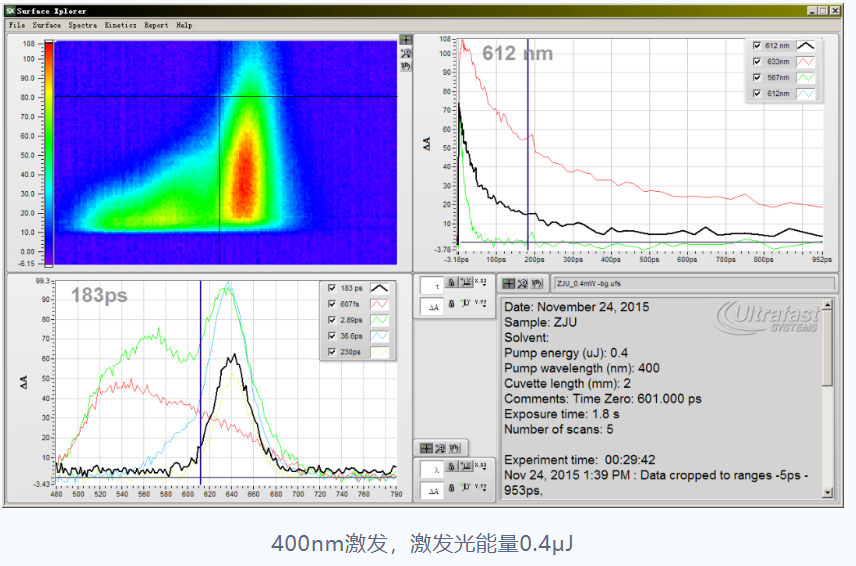 SX Surface Xplorer
File Surface Spectra Kinetics Report Help
108
100
90.0
80.0
70.0
60.0
50.0
40.0
30.0
20.0
10.0
0.00
-6.15
612 nm
612 nm
633nm
567nm
612nm
ΔA
108
100
90
80
70
60
50
40
30
20
10
-3.78
-3.18ps 100ps 200ps 400ps 600ps 800ps 952ps
183ps
183 ps
607fs
2.89ps
36.6ps
230ps
ΔA
99.3
90
80
70
60
50
40
30
20
10
-3.43
480 500 520 540 560 580 600 620 640 660 680 700 720 740 760 790
τ
ΔA
λ
ΔA
ZJU_0.4mW -bg.ufs
Ultrafast
SYSTEMS
Date: November 24, 2015
Sample: ZJU
Solvent:
Pump energy (uJ): 0.4
Pump wavelength (nm): 400
Cuvette length (mm): 2
Comments: Time Zero: 601.000 ps
Exposure time: 1.8 s
Number of scans: 5
Experiment time: 00:29:42
Nov 24, 2015 1:39 PM : Data cropped to ranges -5ps -
953ps,
400nm激发，激发光能量0.4μJ